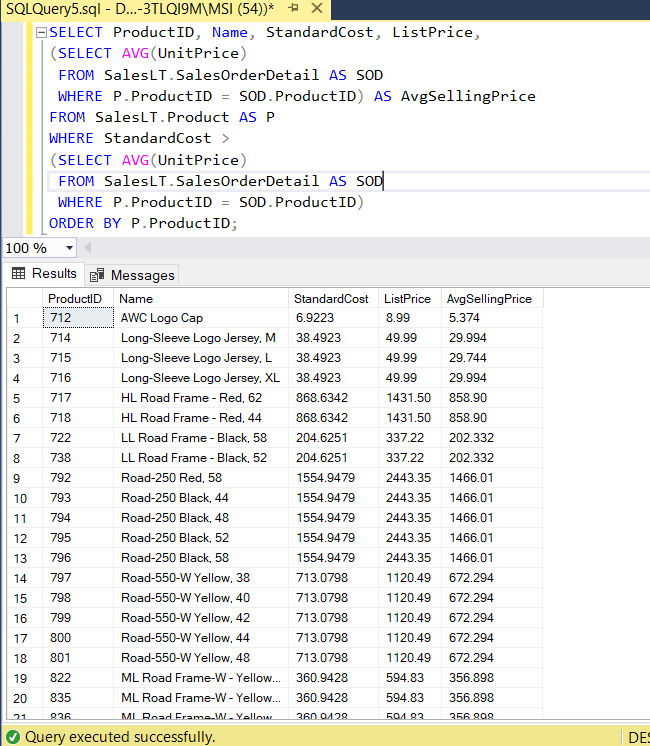 SQLQuery5.sql - D...-3TLQI9M\MSI (54))*
SELECT ProductID, Name, StandardCost, ListPrice,
(SELECT AVG(UnitPrice)
FROM SalesLT.SalesOrderDetail AS SOD
WHERE P.ProductID = SOD.ProductID) AS AvgSellingPrice
FROM SalesLT.Product AS P
WHERE StandardCost >
(SELECT AVG(UnitPrice)
FROM SalesLT.SalesOrderDetail AS SOD
WHERE P.ProductID = SOD.ProductID)
ORDER BY P.ProductID;
100 %
Results Messages
ProductID Name StandardCost ListPrice AvgSellingPrice
1 712 AWC Logo Cap 6.9223 8.99 5.374
2 714 Long-Sleeve Logo Jersey, M 38.4923 49.99 29.994
3 715 Long-Sleeve Logo Jersey, L 38.4923 49.99 29.744
4 716 Long-Sleeve Logo Jersey, XL 38.4923 49.99 29.994
5 717 HL Road Frame - Red, 62 868.6342 1431.50 858.90
6 718 HL Road Frame - Red, 44 868.6342 1431.50 858.90
7 722 LL Road Frame - Black, 58 204.6251 337.22 202.332
8 738 LL Road Frame - Black, 52 204.6251 337.22 202.332
9 792 Road-250 Red, 58 1554.9479 2443.35 1466.01
10 793 Road-250 Black, 44 1554.9479 2443.35 1466.01
11 794 Road-250 Black, 48 1554.9479 2443.35 1466.01
12 795 Road-250 Black, 52 1554.9479 2443.35 1466.01
13 796 Road-250 Black, 58 1554.9479 2443.35 1466.01
14 797 Road-550-W Yellow, 38 713.0798 1120.49 672.294
15 798 Road-550-W Yellow, 40 713.0798 1120.49 672.294
16 799 Road-550-W Yellow, 42 713.0798 1120.49 672.294
17 800 Road-550-W Yellow, 44 713.0798 1120.49 672.294
18 801 Road-550-W Yellow, 48 713.0798 1120.49 672.294
19 822 ML Road Frame-W - Yellow... 360.9428 594.83 356.898
20 835 ML Road Frame-W - Yellow... 360.9428 594.83 356.898
21 836 ML Road Frame-W - Yellow... 360.9428 594.83 356.898
Query executed successfully. DES